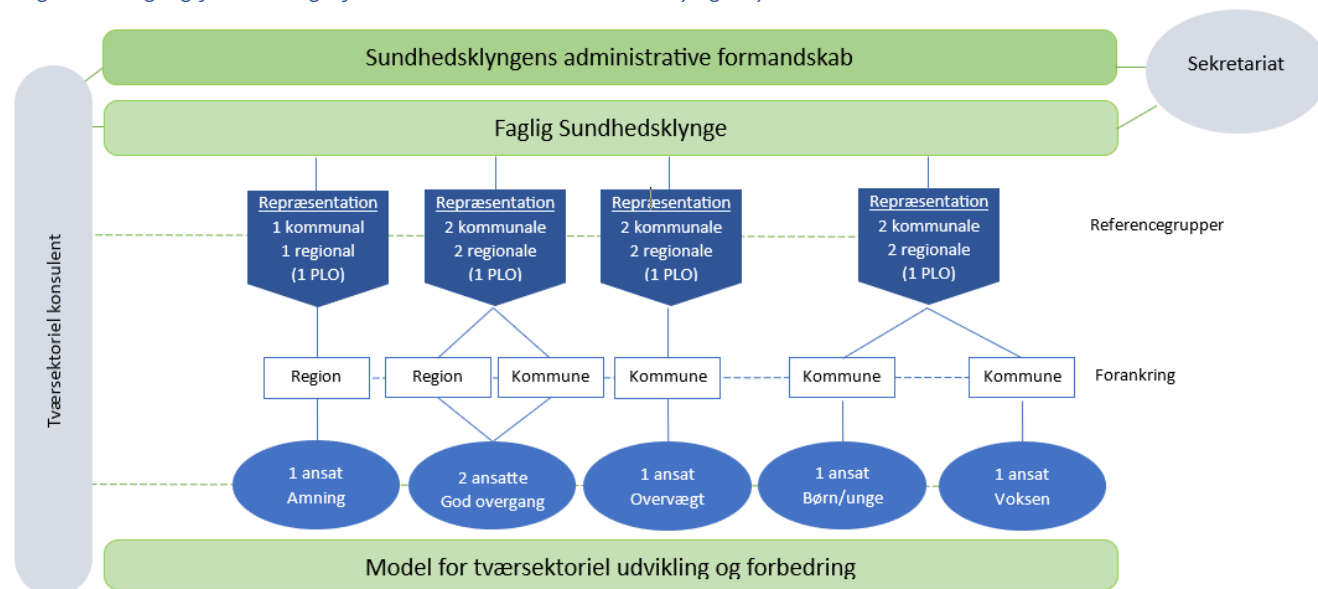 Sundhedsklyngens administrative formandskab
Sekretariat
Faglig Sundhedsklynge
Tværsektoriel konsulent
Repræsentation
1 kommunal
1 regional
(1 PLO)
Repræsentation
2 kommunale
2 regionale
(1 PLO)
Repræsentation
2 kommunale
2 regionale
(1 PLO)
Repræsentation
2 kommunale
2 regionale
(1 PLO)
Referencegrupper
Region
Region
Kommune
Kommune
Kommune
Kommune
Forankring
1 ansat
Amning
2 ansatte
God overgang
1 ansat
Overvægt
1 ansat
Børn/unge
1 ansat
Voksen
Model for tværsektoriel udvikling og forbedring